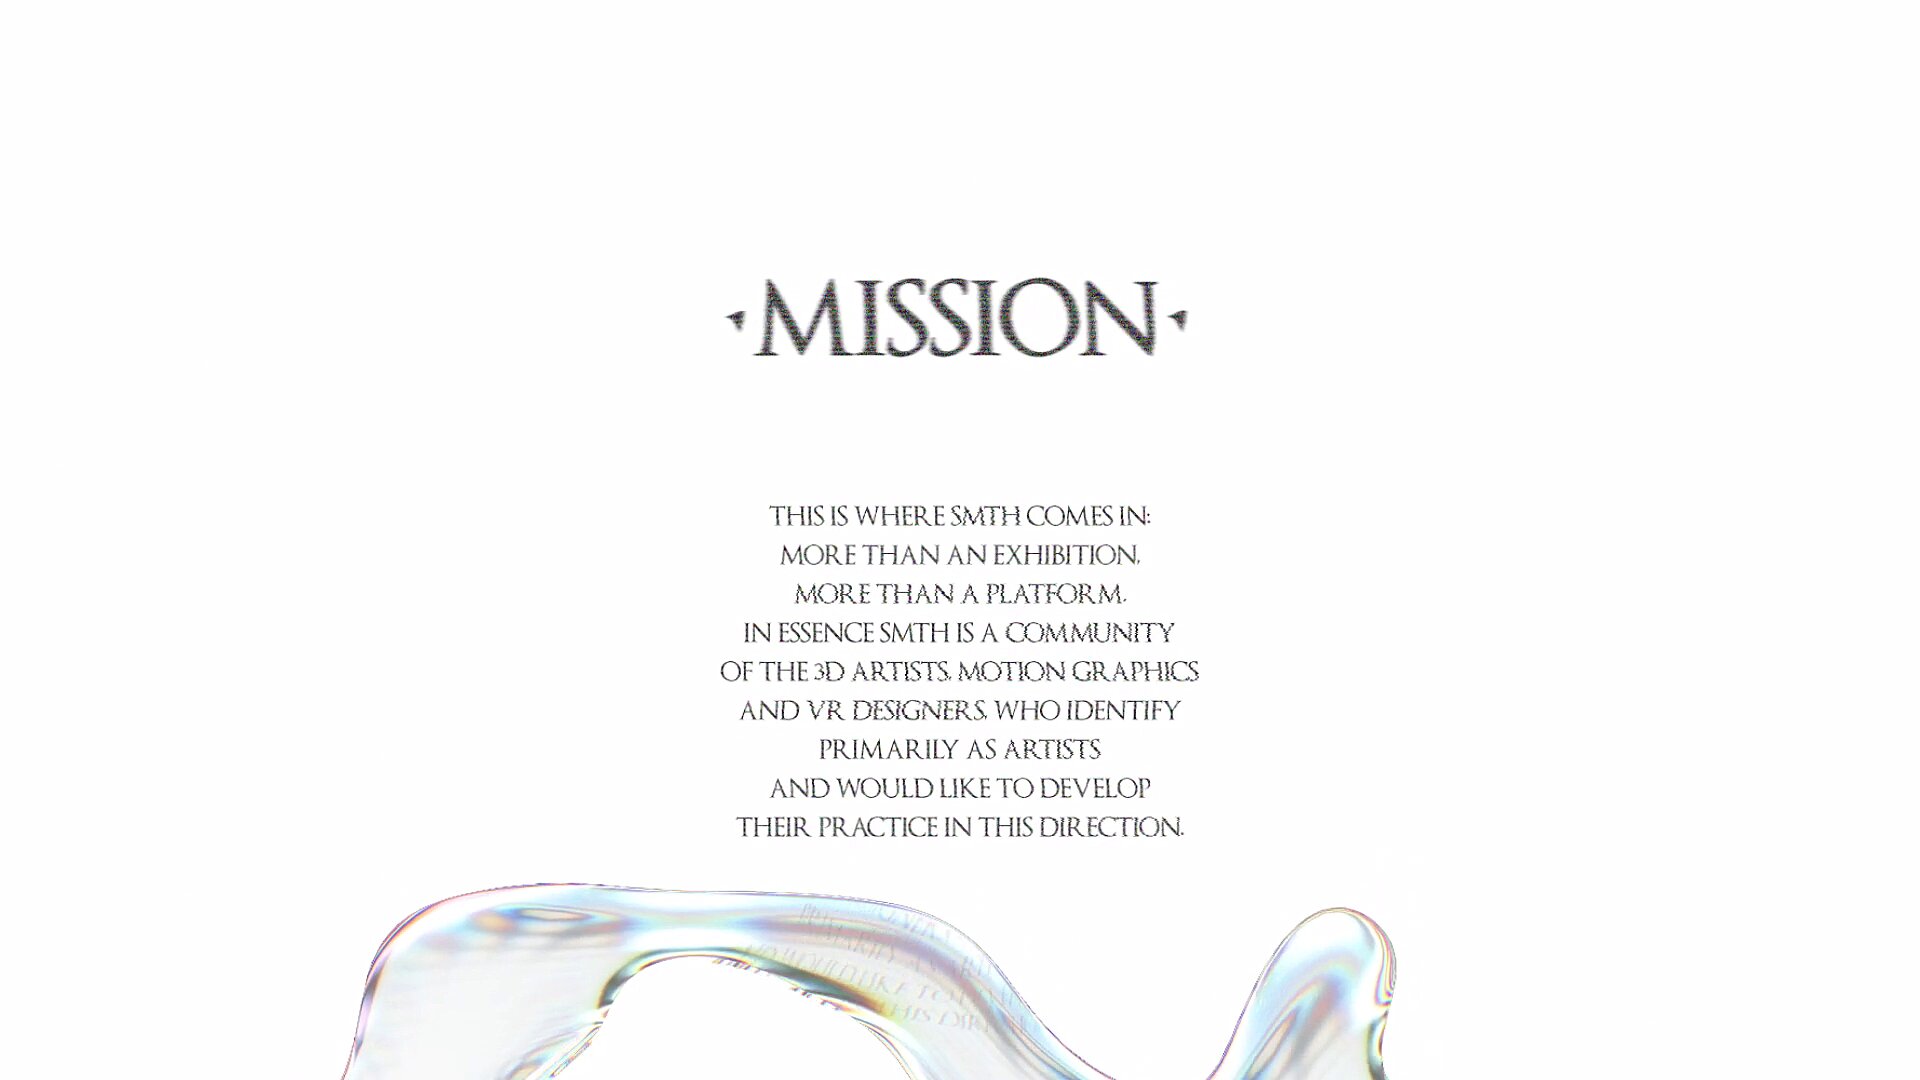 MISSION
THIS IS WHERE SMTH COMES IN:
MORE THAN AN EXHIBITION,
MORE THAN A PLATFORM.
IN ESSENCE SMTH IS A COMMUNITY
OF THE 3D ARTISTS, MOTION GRAPHICS
AND VR DESIGNERS, WHO IDENTIFY
PRIMARILY AS ARTISTS
AND WOULD LIKE TO DEVELOP
THEIR PRACTICE IN THIS DIRECTION.